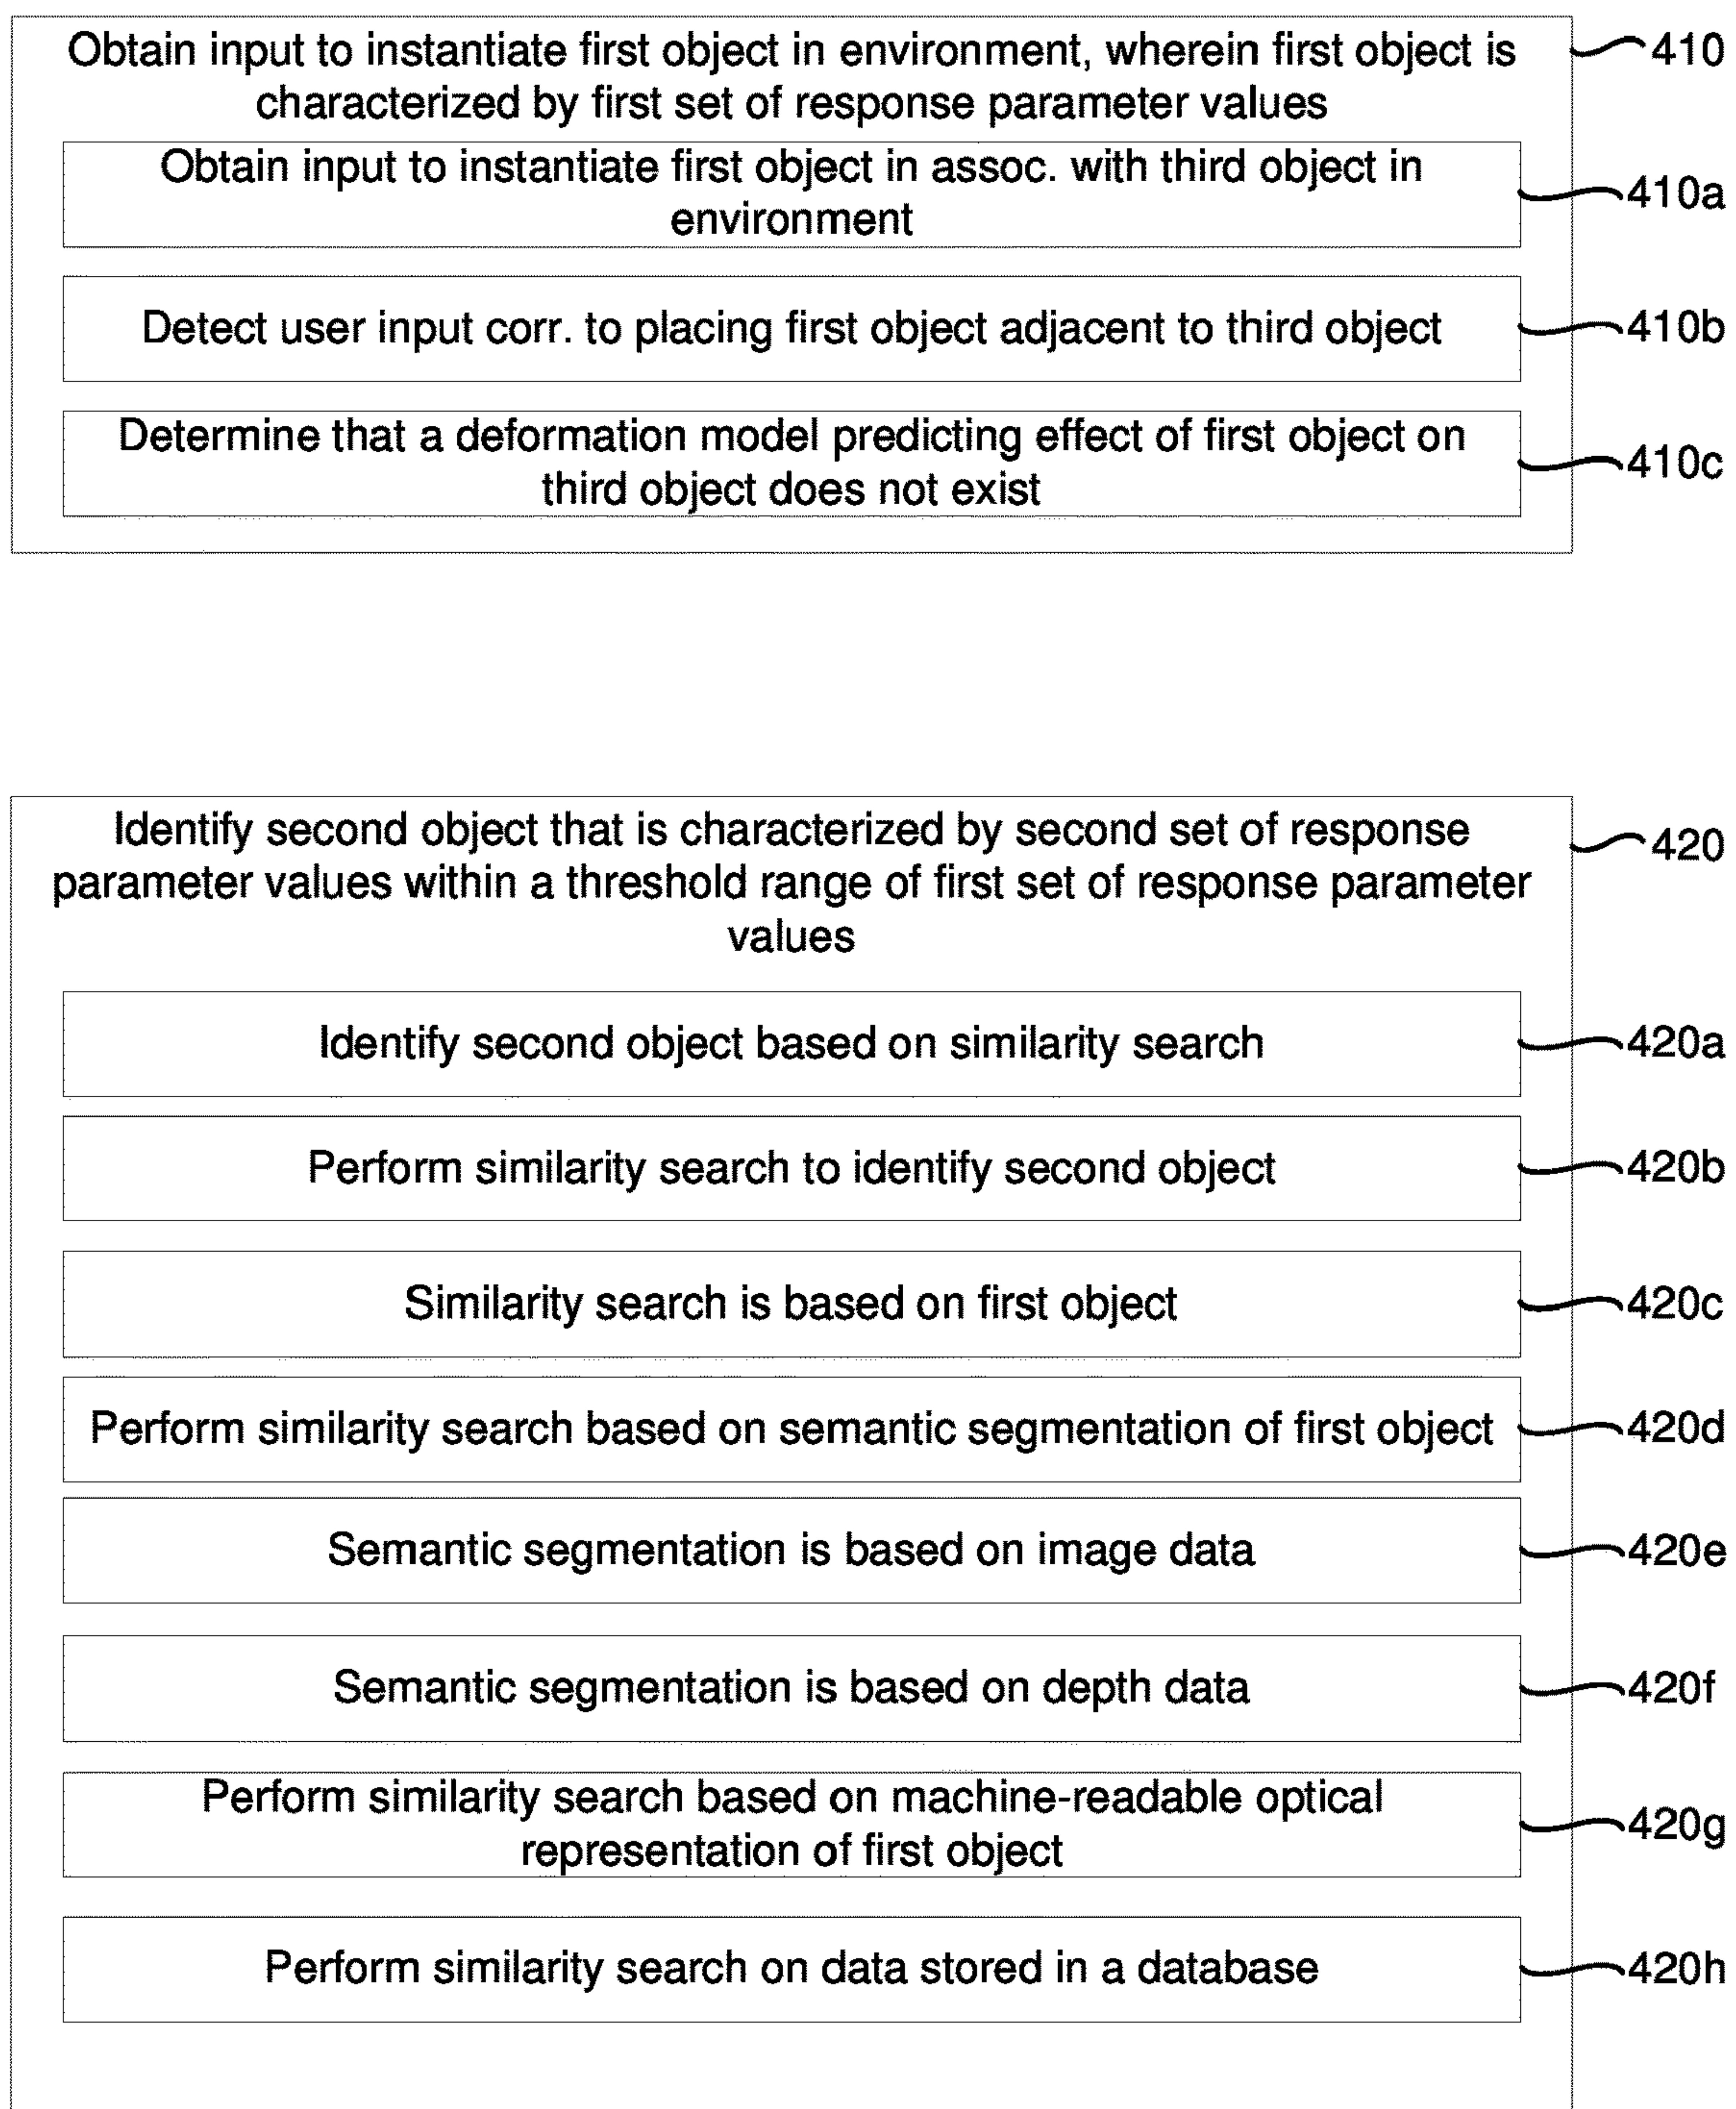 Obtain input to instantiate first object in environment, wherein first object is
characterized by first set of response parameter values
410
Obtain input to instantiate first object in assoc. with third object in
environment
410a
Detect user input corr. to placing first object adjacent to third object
410b
Determine that a deformation model predicting effect of first object on
third object does not exist
410c
Identify second object that is characterized by second set of response
parameter values within a threshold range of first set of response parameter
values
420
Identify second object based on similarity search
420a
Perform similarity search to identify second object
420b
Similarity search is based on first object
420c
Perform similarity search based on semantic segmentation of first object
420d
Semantic segmentation is based on image data
420e
Semantic segmentation is based on depth data
420f
Perform similarity search based on machine-readable optical
representation of first object
420g
Perform similarity search on data stored in a database
420h